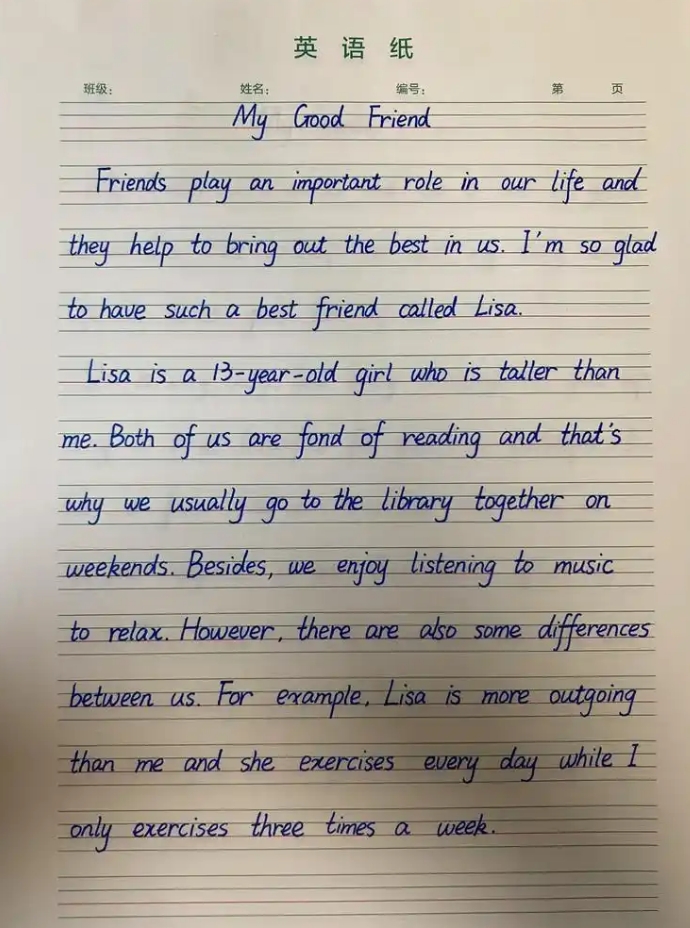 英语纸
班级: 姓名: 编号: 第 页
My Good Friend
Friends play an important role in our life and
they help to bring out the best in us. I'm so glad
to have such a best friend called Lisa.
Lisa is a 13-year-old girl who is taller than
me. Both of us are fond of reading and that's
why we usually go to the library together on
weekends. Besides, we enjoy listening to music
to relax. However, there are also some differences
between us. For example, Lisa is more outgoing
than me and she exercises every day while I
only exercises three times a week.